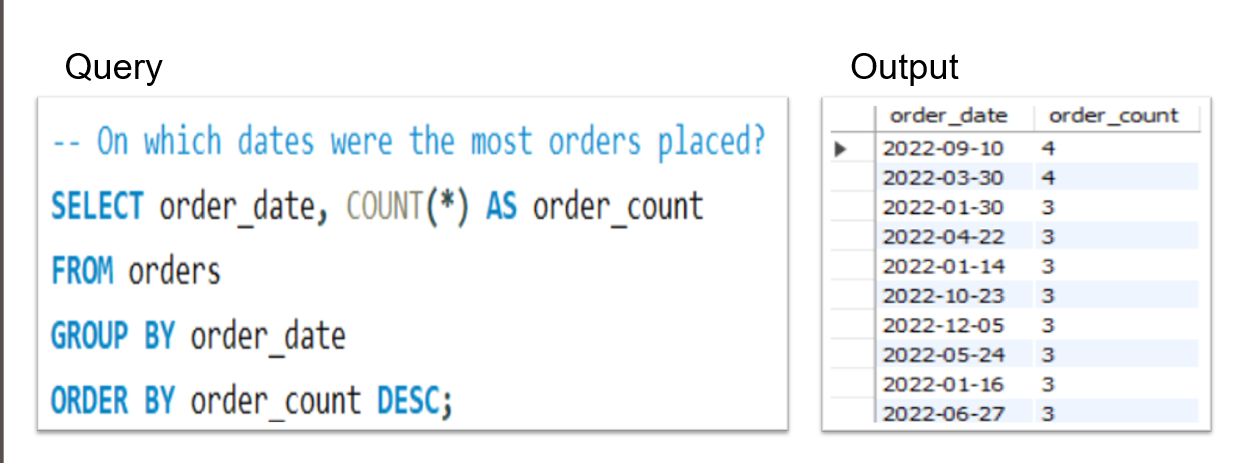 Query
-- On which dates were the most orders placed?
SELECT order_date, COUNT(*) AS order_count
FROM orders
GROUP BY order_date
ORDER BY order_count DESC;
Output
order_date order_count
2022-09-10 4
2022-03-30 4
2022-01-30 3
2022-04-22 3
2022-01-14 3
2022-10-23 3
2022-12-05 3
2022-05-24 3
2022-01-16 3
2022-06-27 3